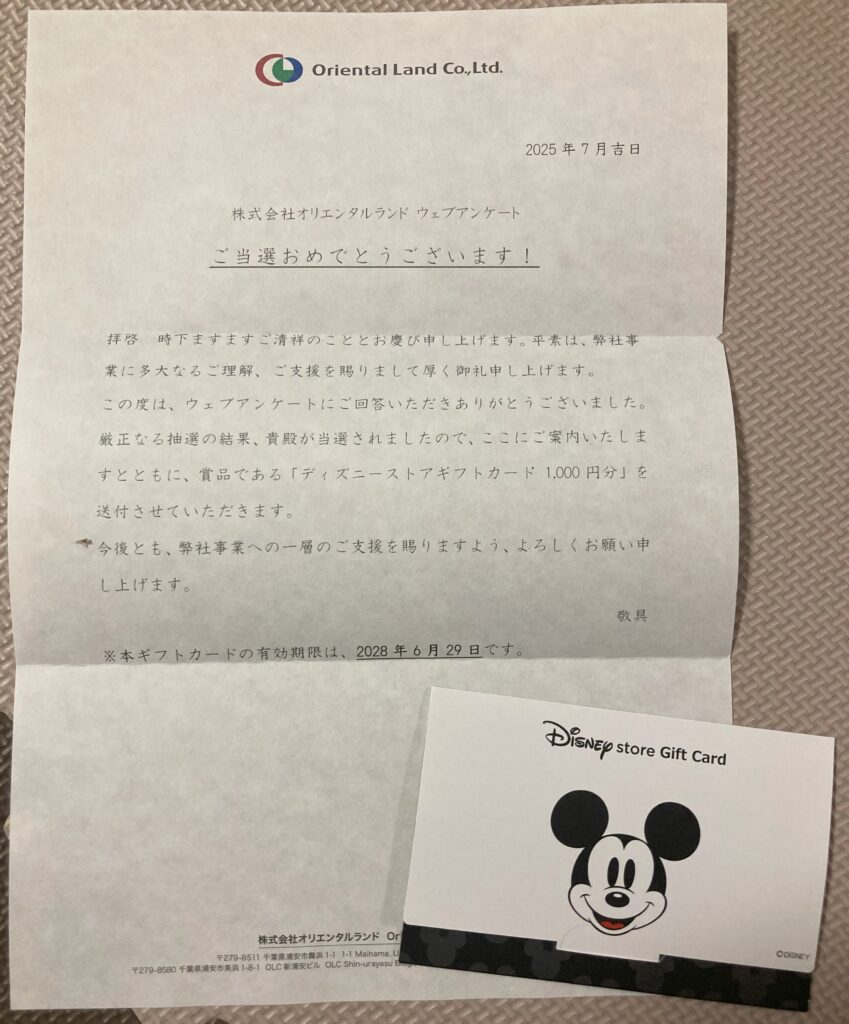 Oriental Land Co.,Ltd.
2025 年 7 月吉日
株式会社オリエンタルランド ウェブアンケート
ご当選おめでとうございます！
拝啓　時下ますますご清祥のこととお慶び申し上げます。平素は、弊社事
業に多大なるご理解、ご支援を賜りまして厚く御礼申し上げます。
この度は、ウェブアンケートにご回答いただきありがとうございました。
厳正なる抽選の結果、貴殿が当選されましたので、ここにご案内いたしま
すとともに、賞品である「ディズニーストアギフトカード 1,000 円分」を
送付させていただきます。
今後とも、弊社事業への一層のご支援を賜りますよう、よろしくお願い申
し上げます。
敬具
※本ギフトカードの有効期限は、2028 年 6 月 29 日です。
Disney store Gift Card
©DISNEY
株式会社オリエンタルランド Or
〒279-8511 千葉県浦安市舞浜 1-1 1-1 Maihama, U
〒279-8580 千葉県浦安市美浜 1-8-1 OLC 新浦安ビル OLC Shin-urayasu